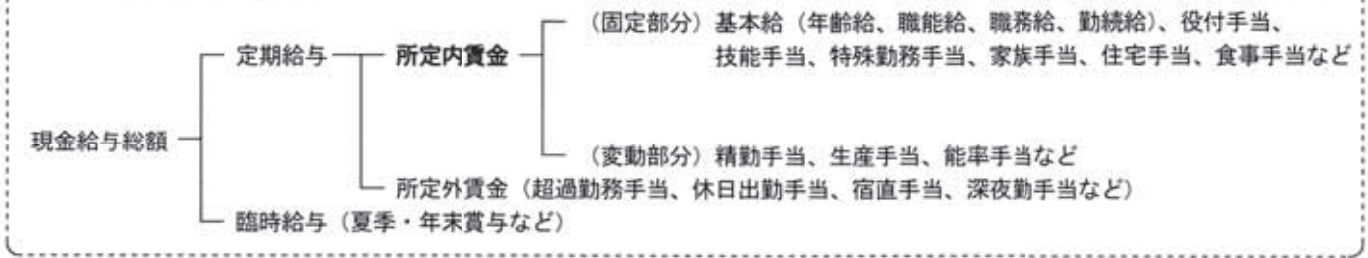 （固定部分）基本給（年齢給、職能給、職務給、勤続給）、役付手当、
定期給与 所定内賃金 技能手当、特殊勤務手当、家族手当、住宅手当、食事手当など
現金給与総額
（変動部分）精勤手当、生産手当、能率手当など
所定外賃金（超過勤務手当、休日出勤手当、宿直手当、深夜勤手当など）
臨時給与（夏季・年末賞与など）